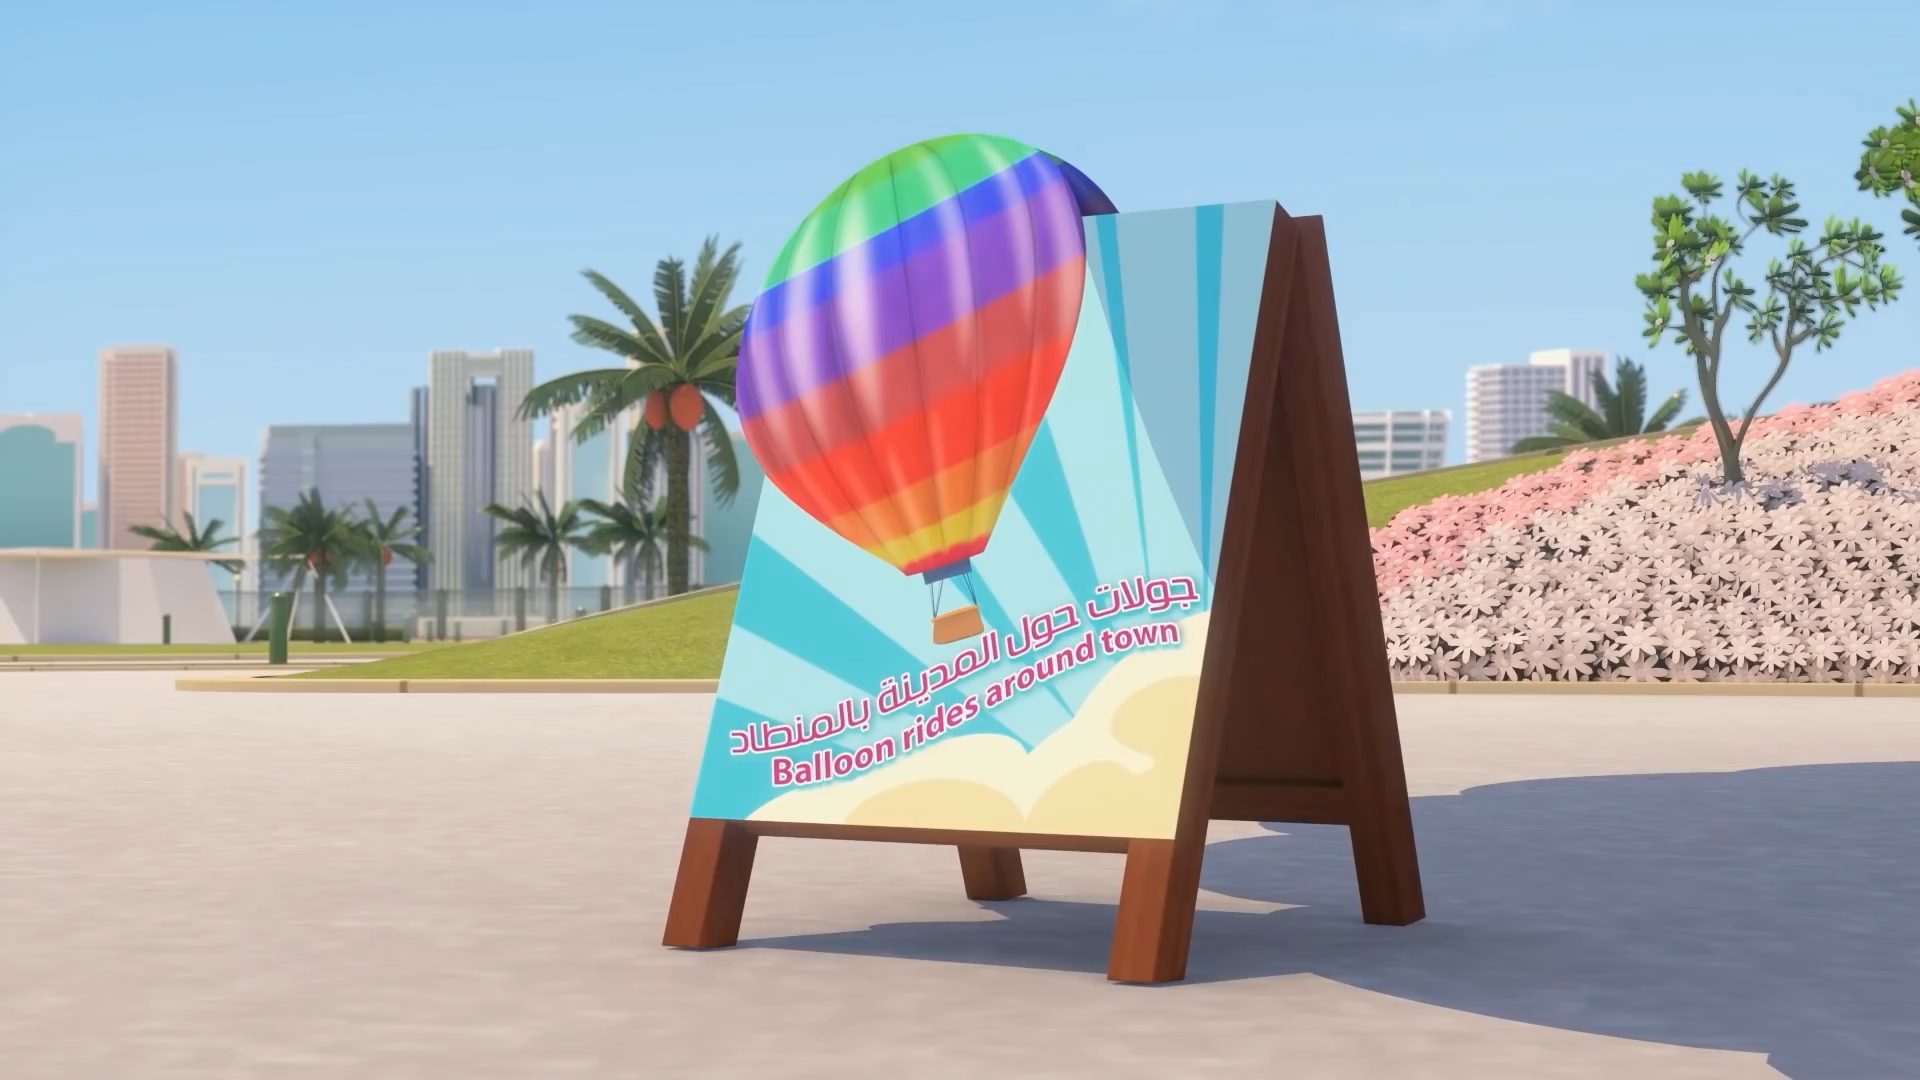 جولات حول المدينة بالمنطاد
Balloon rides around town